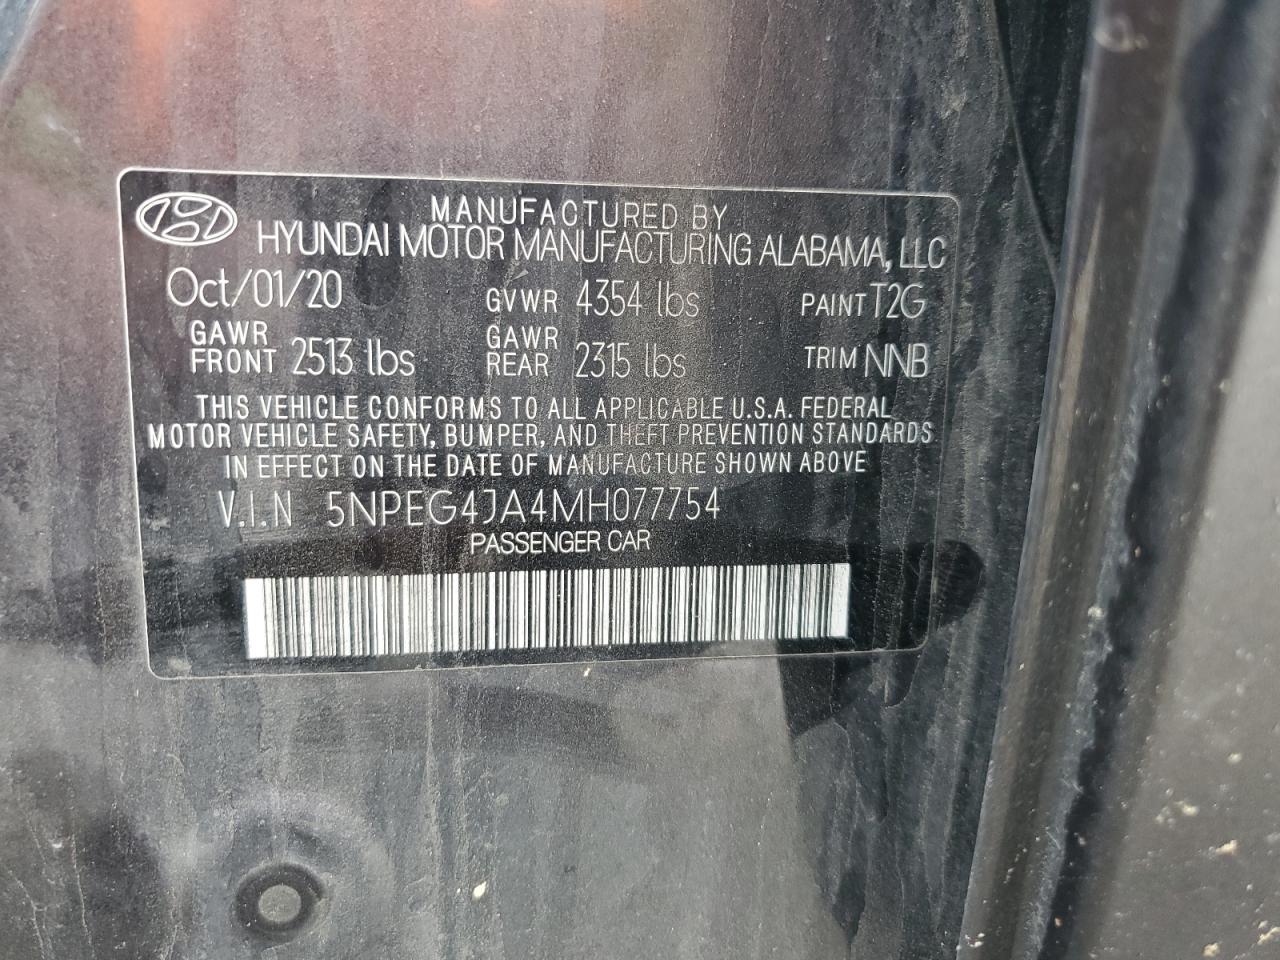 MANUFACTURED BY
HYUNDAI MOTOR MANUFACTURING ALABAMA, LLC
Oct/01/20 GVWR 4354 lbs PAINT T2G
GAWR FRONT 2513 lbs GAWR REAR 2315 lbs TRIM NNB
THIS VEHICLE CONFORMS TO ALL APPLICABLE U.S.A. FEDERAL
MOTOR VEHICLE SAFETY, BUMPER, AND THEFT PREVENTION STANDARDS
IN EFFECT ON THE DATE OF MANUFACTURE SHOWN ABOVE
V.I.N 5NPEG4JA4MH077754
PASSENGER CAR